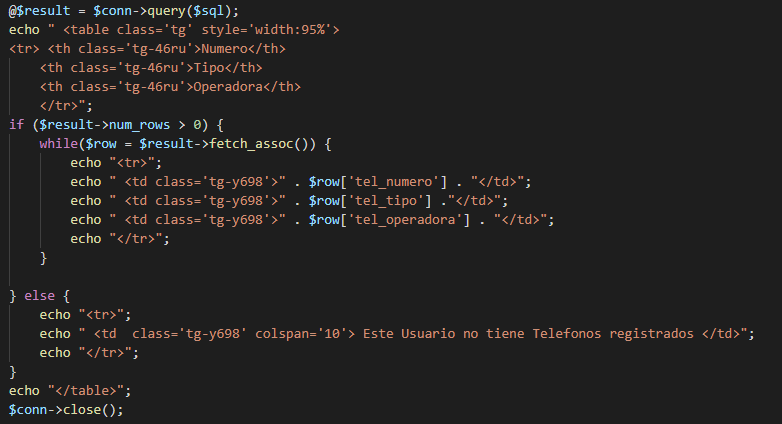 @$result = $conn->query($sql);
echo " <table class='tg' style='width:95%'>
<tr> <th class='tg-46ru'>Numero</th>
    <th class='tg-46ru'>Tipo</th>
    <th class='tg-46ru'>Operadora</th>
    </tr>";
if ($result->num_rows > 0) {
    while($row = $result->fetch_assoc()) {
        echo "<tr>";
        echo " <td class='tg-y698'>" . $row['tel_numero'] . "</td>";
        echo " <td class='tg-y698'>" . $row['tel_tipo'] ."</td>";
        echo " <td class='tg-y698'>" . $row['tel_operadora'] . "</td>";
        echo "</tr>";
    }
} else {
    echo "<tr>";
    echo " <td  class='tg-y698' colspan='10'> Este Usuario no tiene Telefonos registrados </td>";
    echo "</tr>";
}
echo "</table>";
$conn->close();